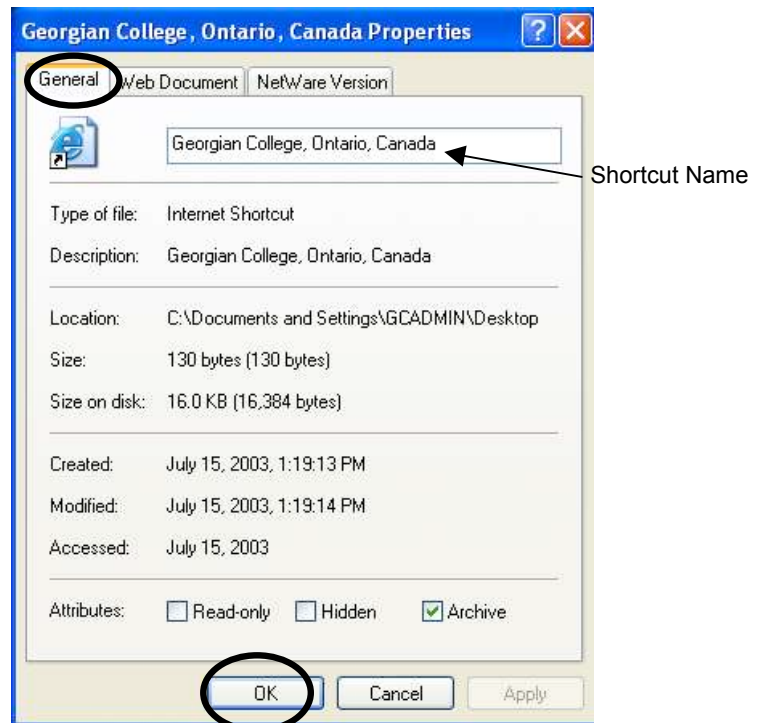 Georgian College, Ontario, Canada Properties
General Web Document NetWare Version
Georgian College, Ontario, Canada
Shortcut Name
Type of file: Internet Shortcut
Description: Georgian College, Ontario, Canada
Location: C:\Documents and Settings\GCADMIN\Desktop
Size: 130 bytes (130 bytes)
Size on disk: 16.0 KB (16,384 bytes)
Created: July 15, 2003, 1:19:13 PM
Modified: July 15, 2003, 1:19:14 PM
Accessed: July 15, 2003
Attributes: Read-only Hidden Archive
OK Cancel Apply